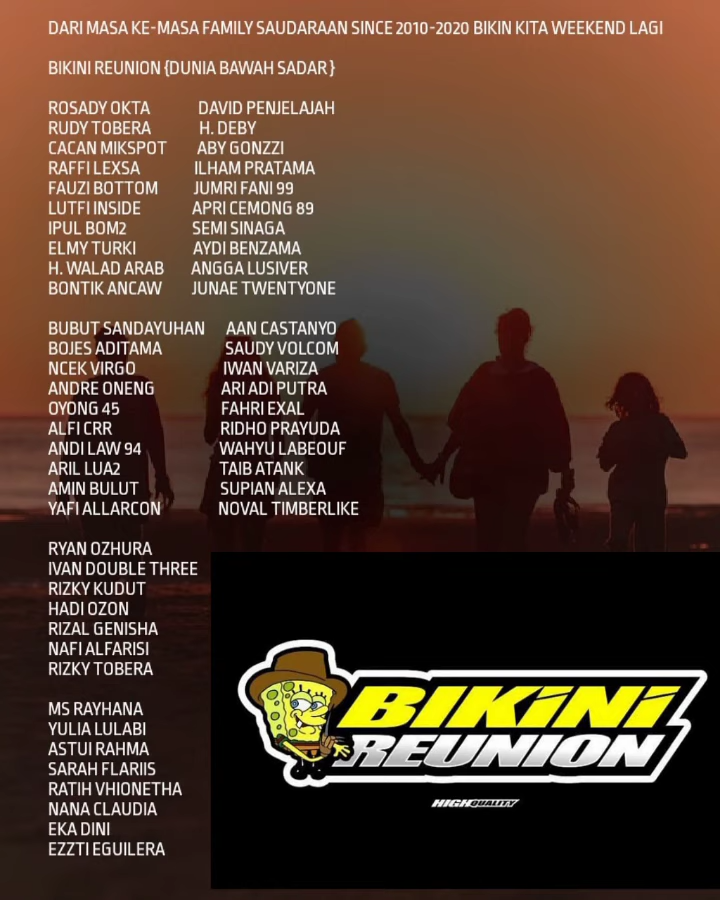 DARI MASA KE-MASA FAMILY SAUDARAAN SINCE 2010-2020 BIKIN KITA WEEKEND LAGI
BIKINI REUNION {DUNIA BAWAH SADAR}
ROSADY OKTA DAVID PENJELAJAH
RUDY TOBERA H. DEBY
CACAN MIKSPOT ABY GONZZI
RAFFI LEXSA ILHAM PRATAMA
FAUZI BOTTOM JUMRI FANI 99
LUTFI INSIDE APRI CEMONG 89
IPUL BOM2 SEMI SINAGA
ELMY TURKI AYDI BENZAMA
H. WALAD ARAB ANGGA LUSIVER
BONTIK ANCAW JUNAE TWENTYONE
BUBUT SANDAYUHAN AAN CASTANYO
BOJES ADITAMA SAUDY VOLCOM
NCEK VIRGO IWAN VARIZA
ANDRE ONENG ARI ADI PUTRA
OYONG 45 FAHRI EXAL
ALFI CRR RIDHO PRAYUDA
ANDI LAW 94 WAHYU LABEOUF
ARIL LUA2 TAIB ATANK
AMIN BULUT SUPIAN ALEXA
YAFI ALLARCON NOVAL TIMBERLIKE
RYAN OZHURA
IVAN DOUBLE THREE
RIZKY KUDUT
HADI OZON
RIZAL GENISHA
NAFI ALFARISI
RIZKY TOBERA
MS RAYHANA
YULIA LULABI
ASTUI RAHMA
SARAH FLARIIS
RATIH VHIONETHA
NANA CLAUDIA
EKA DINI
EZZTI EGUILERA
BIKINI
REUNION
HIGH QUALITY